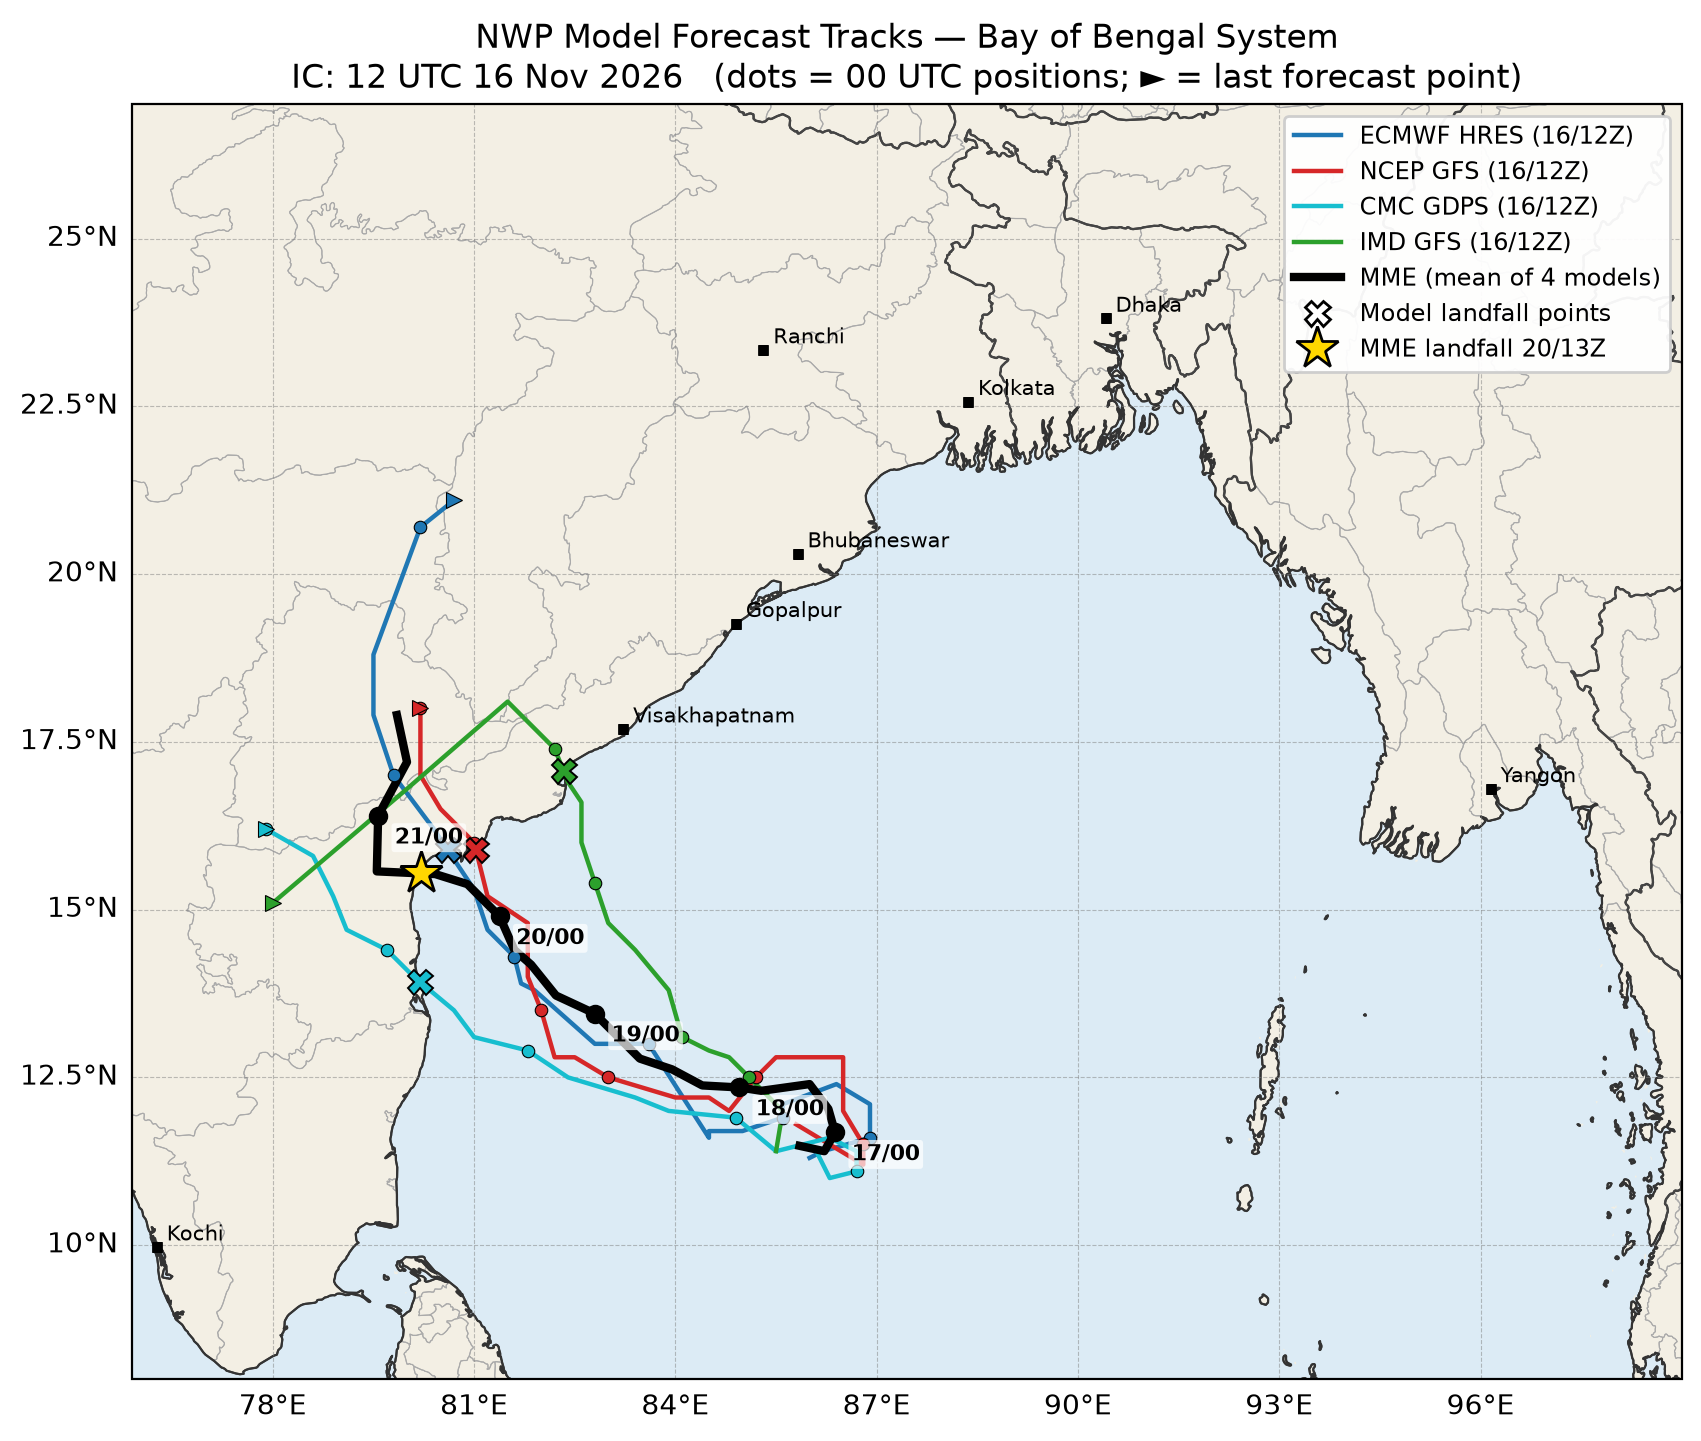 NWP Model Forecast Tracks — Bay of Bengal System
IC: 12 UTC 16 Nov 2026   (dots = 00 UTC positions; ► = last forecast point)
ECMWF HRES (16/12Z)
NCEP GFS (16/12Z)
CMC GDPS (16/12Z)
IMD GFS (16/12Z)
MME (mean of 4 models)
Model landfall points
MME landfall 20/13Z
25°N
22.5°N
20°N
17.5°N
15°N
12.5°N
10°N
Dhaka
Ranchi
Kolkata
Bhubaneswar
Gopalpur
Visakhapatnam
Yangon
Kochi
21/00
20/00
19/00
18/00
17/00
78°E
81°E
84°E
87°E
90°E
93°E
96°E